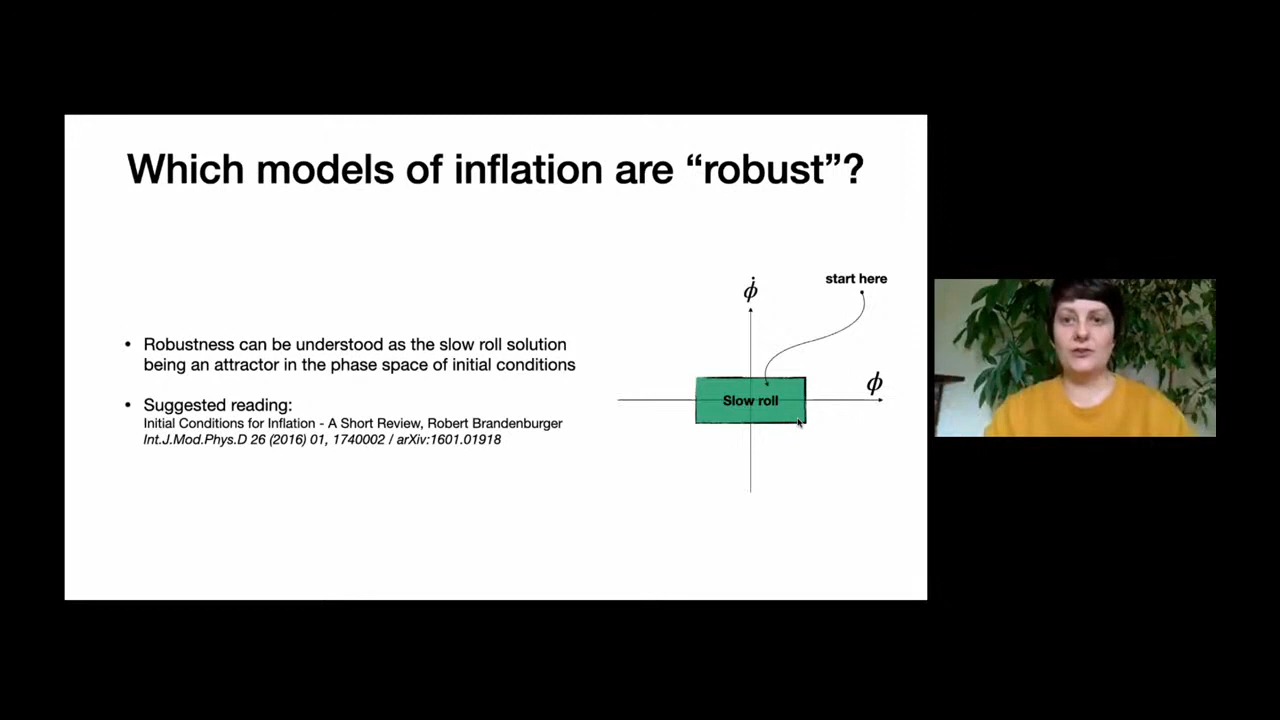 Which models of inflation are “robust”?
• Robustness can be understood as the slow roll solution
being an attractor in the phase space of initial conditions
• Suggested reading:
Initial Conditions for Inflation - A Short Review, Robert Brandenburger
Int.J.Mod.Phys.D 26 (2016) 01, 1740002 / arXiv:1601.01918
start here
ϕ̇
ϕ
Slow roll